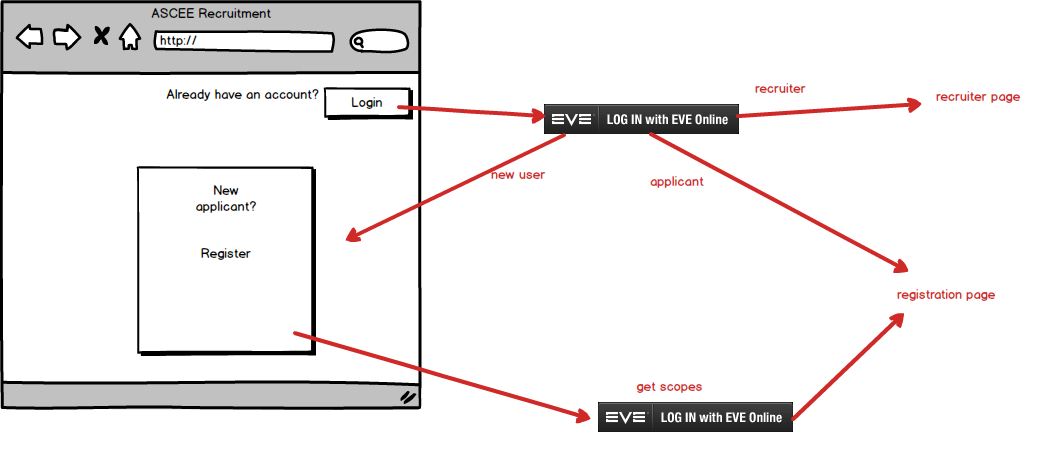 ASCEE Recruitment
http://
Already have an account?
Login
recruiter
recruiter page
EVE LOG IN with EVE Online
new user
applicant
New
applicant?
Register
registration page
get scopes
EVE LOG IN with EVE Online